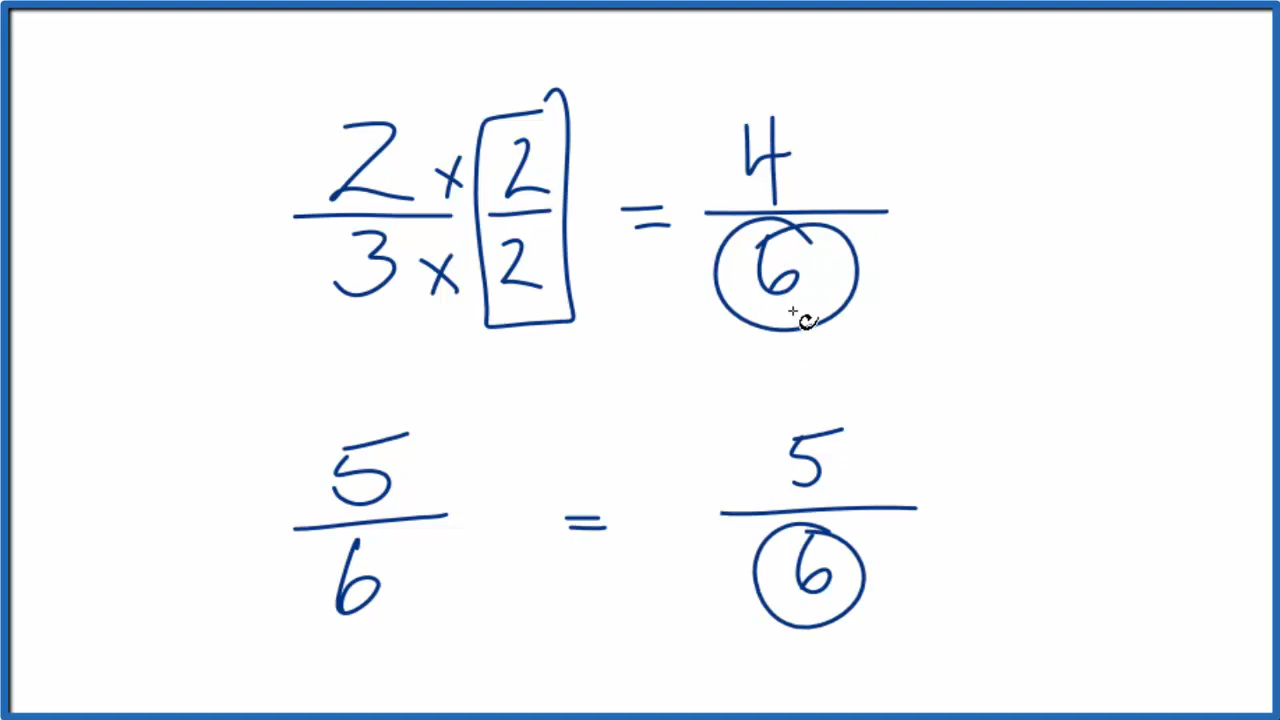 2 × 2 = 4
3 × 2 6
5 = 5
6 6